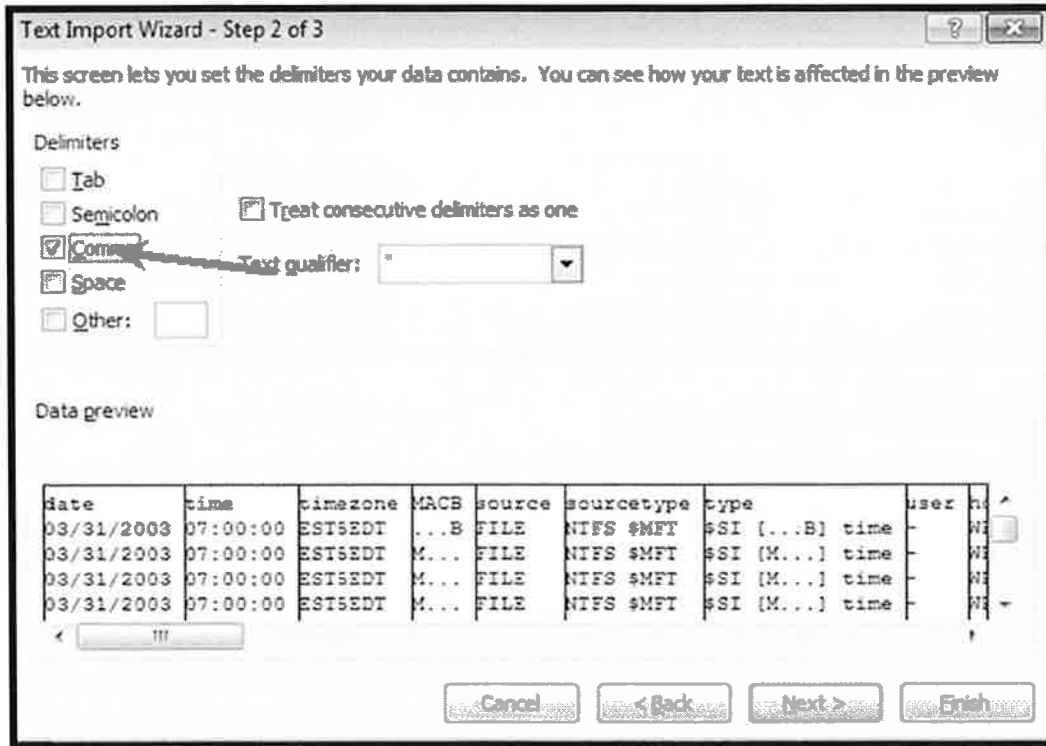 Text Import Wizard - Step 2 of 3
This screen lets you set the delimiters your data contains. You can see how your text is affected in the preview
below.
Delimiters
Tab
Semicolon
Treat consecutive delimiters as one
Text qualifier: "
Space
Other:
Data preview
date time timezone MACB source sourcetype type user
03/31/2003 07:00:00 EST5EDT ...B FILE NTFS $MFT $SI [...B] time -
03/31/2003 07:00:00 EST5EDT M... FILE NTFS $MFT $SI [M...] time -
03/31/2003 07:00:00 EST5EDT M... FILE NTFS $MFT $SI [M...] time -
03/31/2003 07:00:00 EST5EDT M... FILE NTFS $MFT $SI [M...] time -
Cancel < Back Next > Finish